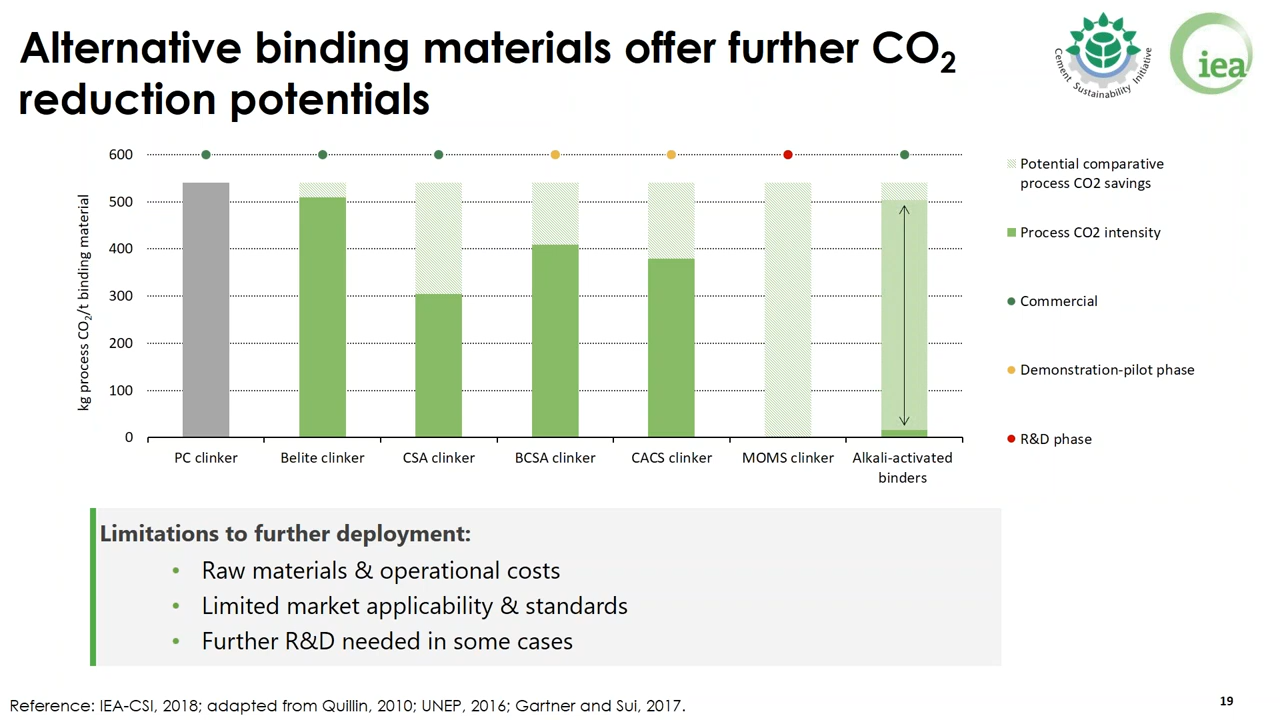 Alternative binding materials offer further CO2
reduction potentials
Cement Sustainability Initiative
iea
kg process CO2/t binding material
600
500
400
300
200
100
0
PC clinker
Belite clinker
CSA clinker
BCSA clinker
CACS clinker
MOMS clinker
Alkali-activated
binders
Potential comparative
process CO2 savings
Process CO2 intensity
Commercial
Demonstration-pilot phase
R&D phase
Limitations to further deployment:
• Raw materials & operational costs
• Limited market applicability & standards
• Further R&D needed in some cases
Reference: IEA-CSI, 2018; adapted from Quillin, 2010; UNEP, 2016; Gartner and Sui, 2017.
19